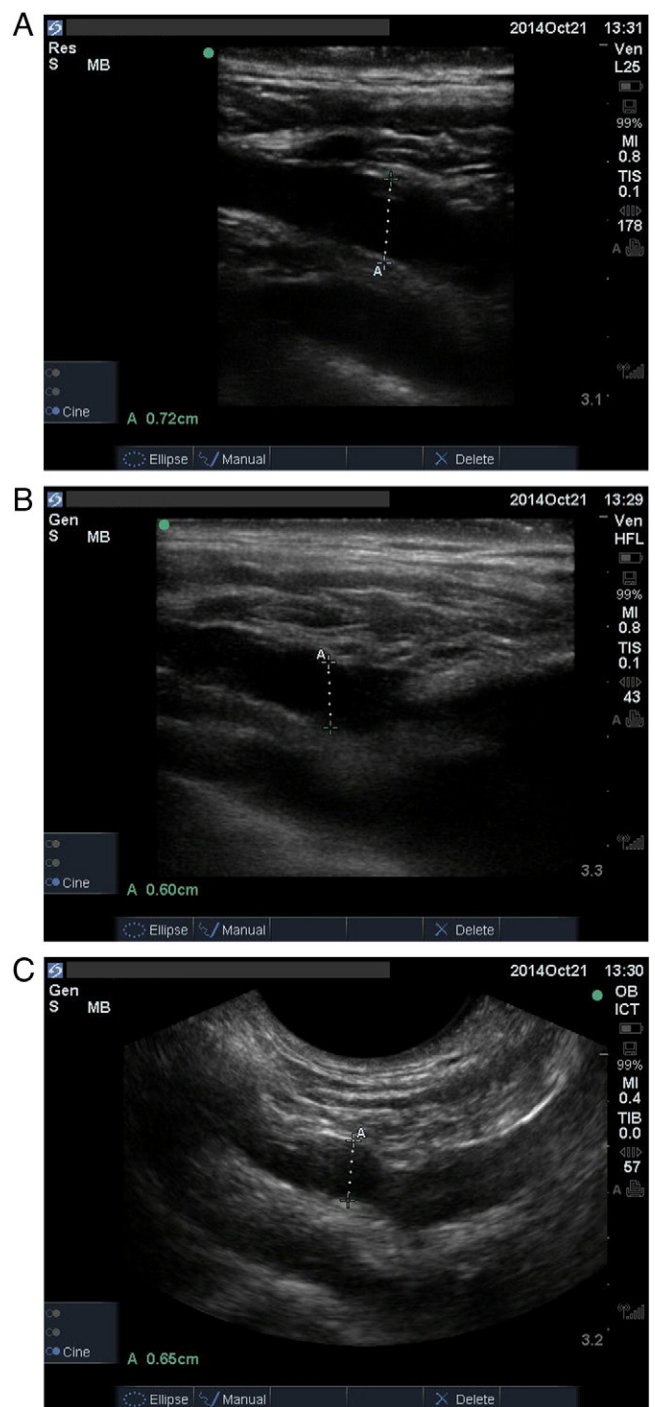 A
2014Oct21 13:31
Res
S MB
Ven
L25
99%
MI
0.8
TIS
0.1
178
A
A
Cine
3.1
A 0.72cm
Ellipse Manual Delete
B
2014Oct21 13:29
Gen
S MB
Ven
HFL
99%
MI
0.8
TIS
0.1
43
A
A
Cine
3.3
A 0.60cm
Ellipse Manual Delete
C
2014Oct21 13:30
Gen
S MB
OB
ICT
99%
MI
0.4
TIB
0.0
57
A
A
Cine
3.2
A 0.65cm
Ellipse Manual Delete